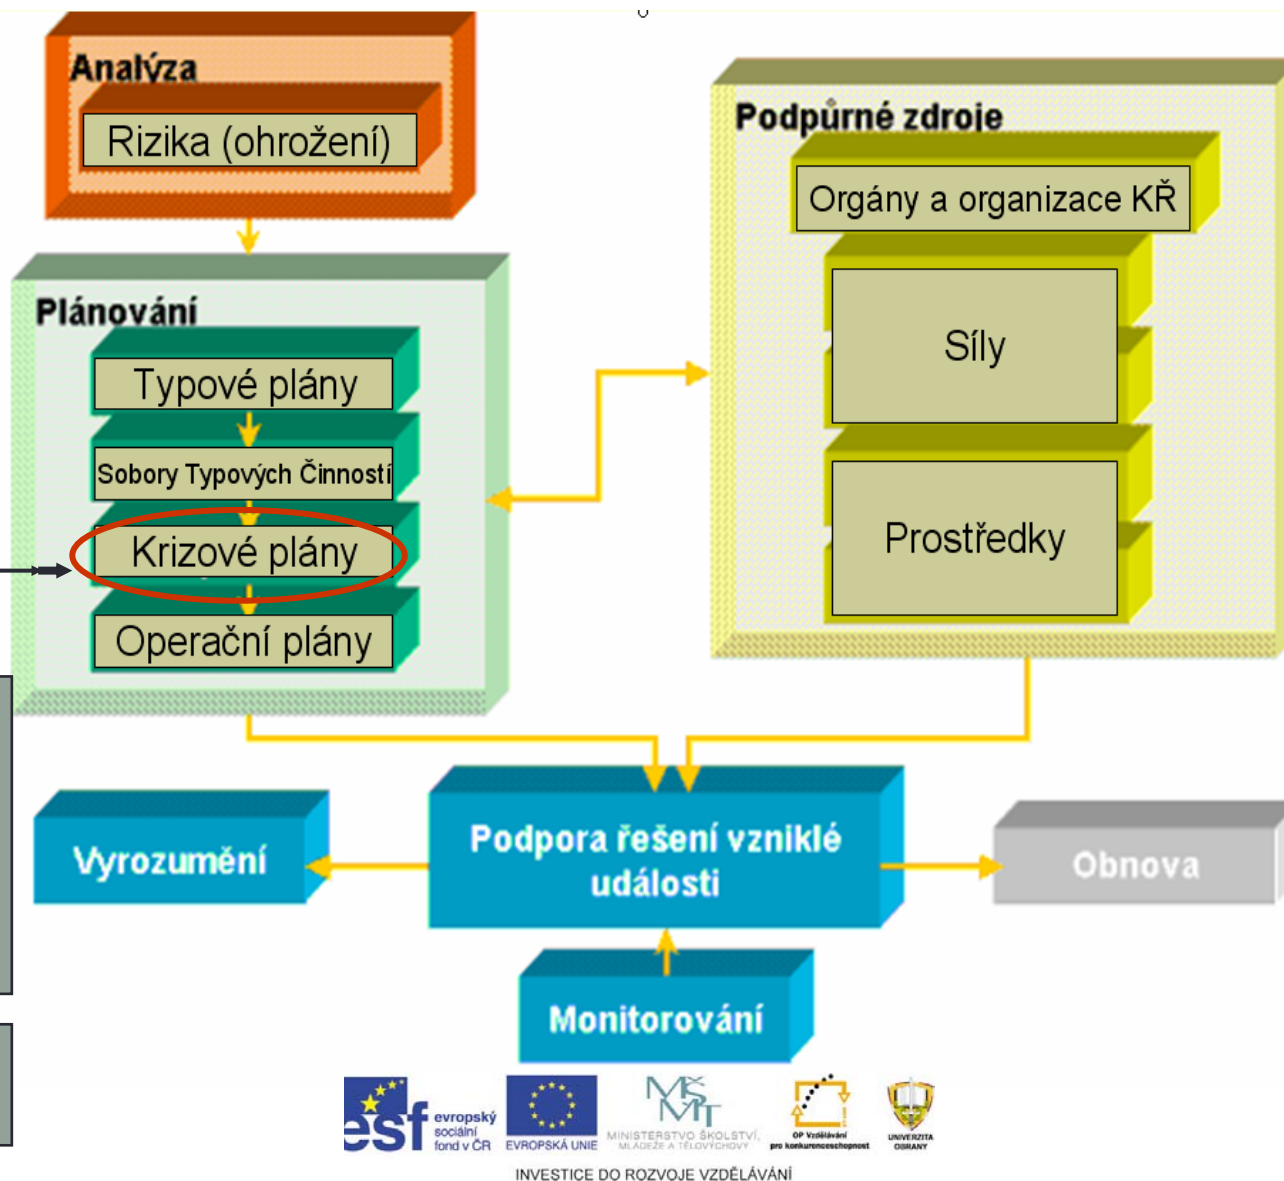 Analýza
Rizika (ohrožení)
Podpůrné zdroje
Orgány a organizace KŘ
Síly
Prostředky
Plánování
Typové plány
Sobory Typových Činností
Krizové plány
Operační plány
Vyrozumění
Podpora řešení vzniklé
události
Obnova
Monitorování
esf evropský
sociální
fond v ČR
EVROPSKÁ UNIE
MŠ
MT
MINISTERSTVO ŠKOLSTVÍ,
MLÁDEŽE A TĚLOVÝCHOVY
OP Vzdělávání
pro konkurenceschopnost
UNIVERZITA
OBRANY
INVESTICE DO ROZVOJE VZDĚLÁVÁNÍ